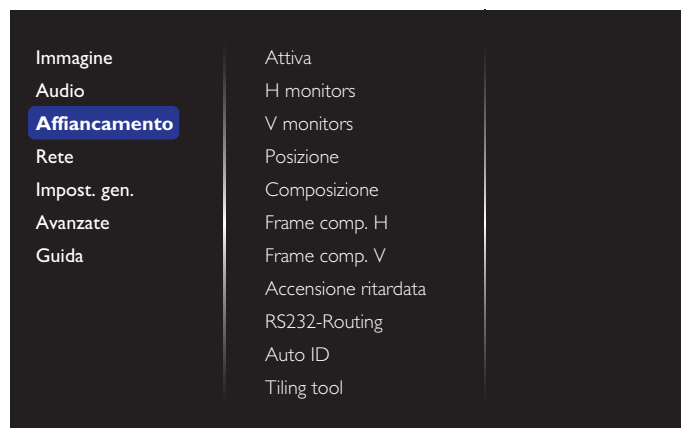 Immagine
Audio
Affiancamento
Rete
Impost. gen.
Avanzate
Guida
Attiva
H monitors
V monitors
Posizione
Composizione
Frame comp. H
Frame comp. V
Accensione ritardata
RS232-Routing
Auto ID
Tiling tool